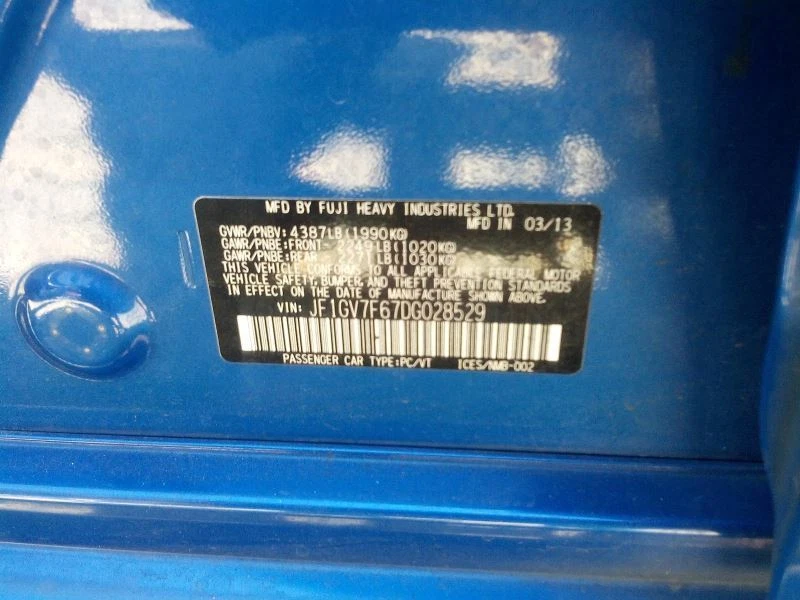 MFD BY FUJI HEAVY INDUSTRIES LTD.
MFD IN 03/13
GVWR/PNBV: 4387LB(1990KG)
GAWR/PNBE:FRONT- 2249LB(1020KG)
GAWR/PNBE:REAR - 2271LB(1030KG)
THIS VEHICLE CONFORMS TO ALL APPLICABLE FEDERAL MOTOR
VEHICLE SAFETY, BUMPER, AND THEFT PREVENTION STANDARDS
IN EFFECT ON THE DATE OF MANUFACTURE SHOWN ABOVE.
VIN: JF1GV7F67DG028529
PASSENGER CAR TYPE:PC/VT ICES/NMB-002